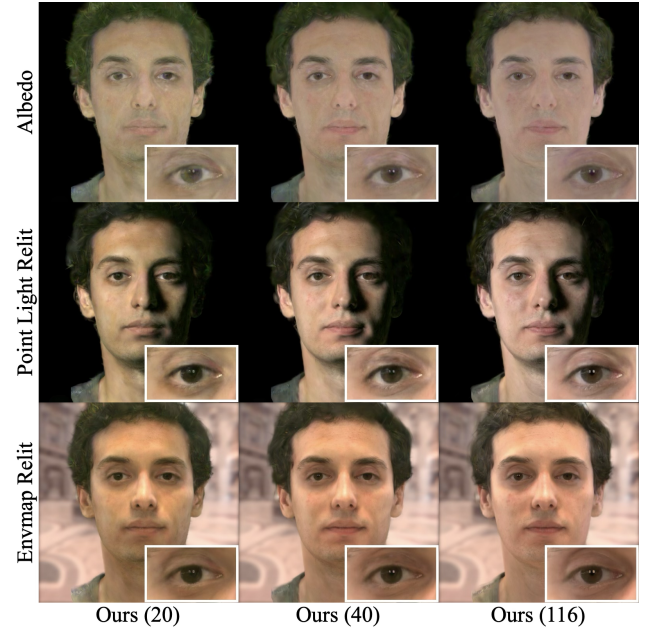 Albedo
Point Light Relit
Envmap Relit
Ours (20)
Ours (40)
Ours (116)